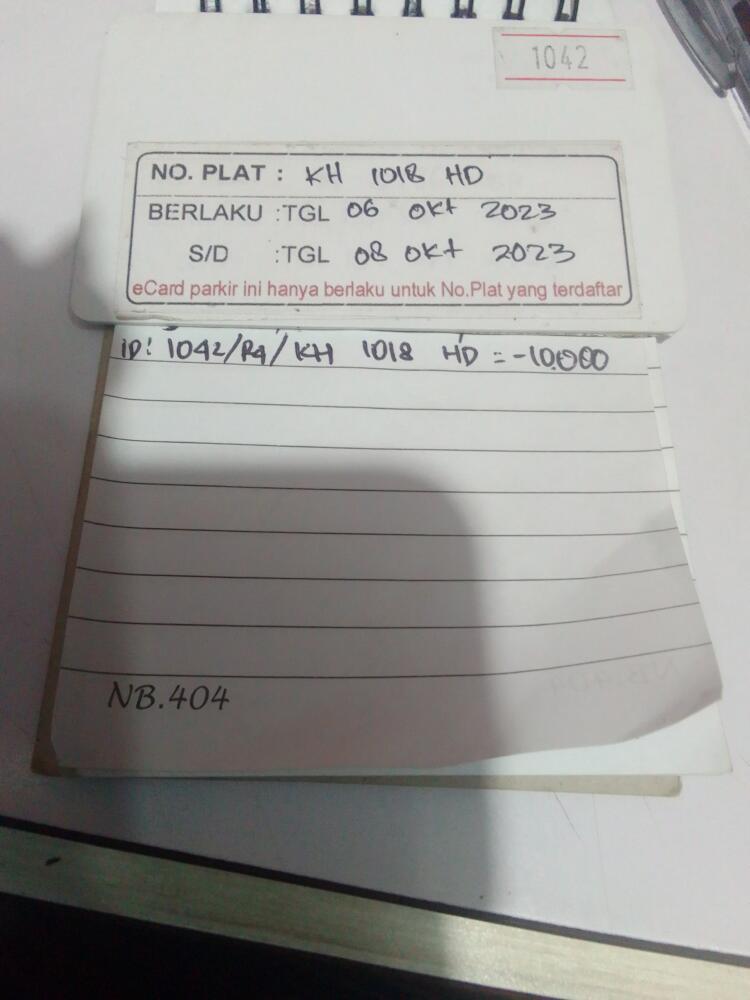 1042
NO. PLAT : KH 1018 HD
BERLAKU :TGL 06 OKt 2023
S/D :TGL 08 OKt 2023
eCard parkir ini hanya berlaku untuk No.Plat yang terdaftar
ID: 1042/R4/KH 1018 HD = -10.000
NB.404